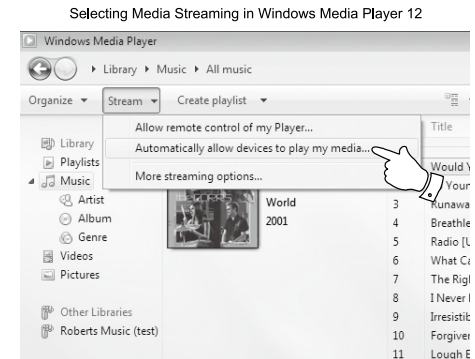 Selecting Media Streaming in Windows Media Player 12
Windows Media Player
Library Music All music
Organize Stream Create playlist
Allow remote control of my Player...
Automatically allow devices to play my media...
More streaming options...
Title
Library
Playlists
Music
Artist
Album
Genre
Videos
Pictures
Other Libraries
Roberts Music (test)
World
2001
Would
Your
3
4 Breathle
5 Radio [U
6 What Ca
7 The Rig
8 I Never
9 Irresistib
10 Forgiver
11 Lough